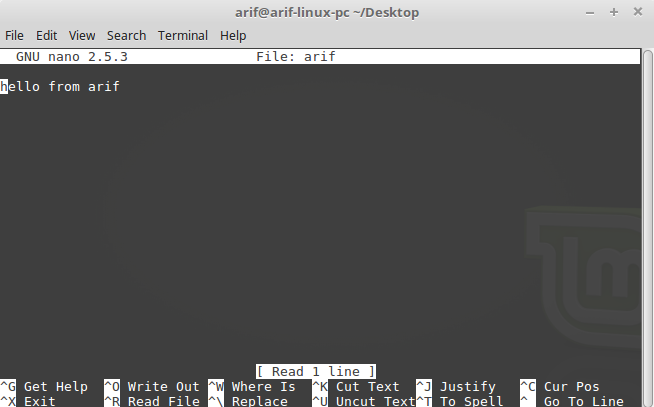 arif@arif-linux-pc ~/Desktop
File Edit View Search Terminal Help
GNU nano 2.5.3 File: arif
hello from arif
[ Read 1 line ]
^G Get Help ^O Write Out ^W Where Is ^K Cut Text ^J Justify ^C Cur Pos
^X Exit ^R Read File ^\ Replace ^U Uncut Text ^T To Spell ^ Go To Line